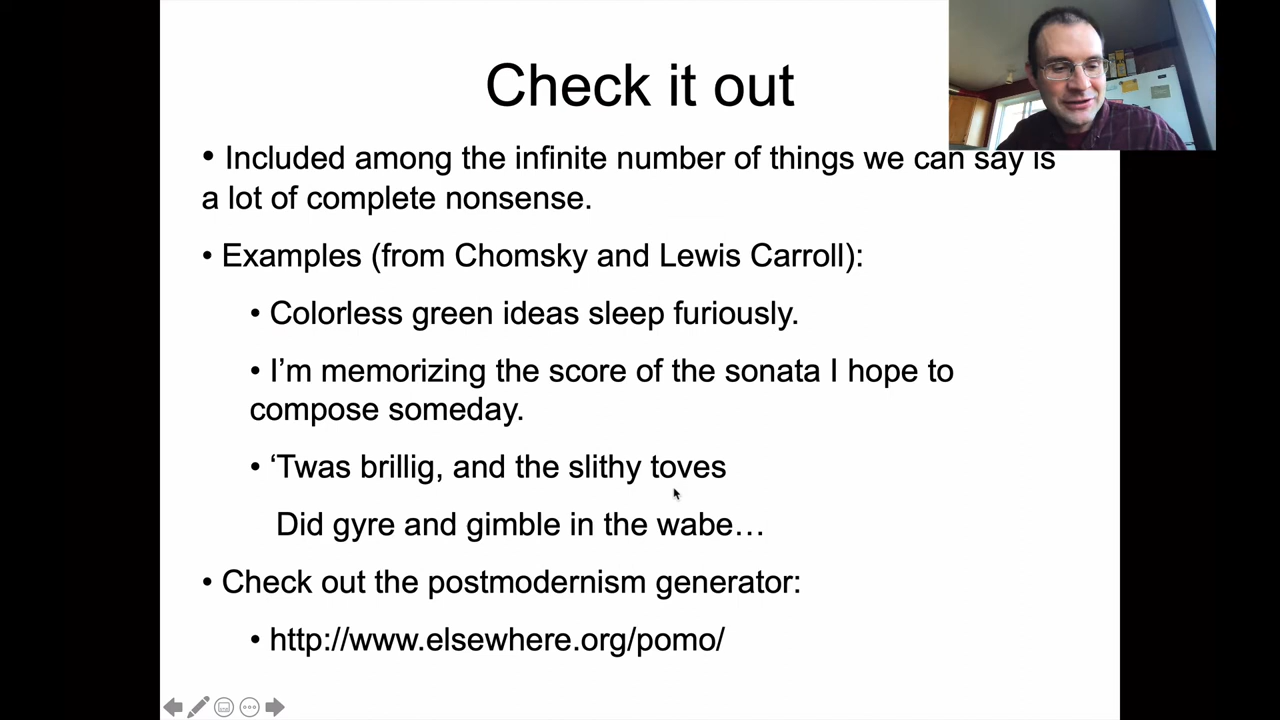 Check it out
• Included among the infinite number of things we can say is
a lot of complete nonsense.
• Examples (from Chomsky and Lewis Carroll):
• Colorless green ideas sleep furiously.
• I’m memorizing the score of the sonata I hope to
compose someday.
• ‘Twas brillig, and the slithy toves
Did gyre and gimble in the wabe…
• Check out the postmodernism generator:
• http://www.elsewhere.org/pomo/